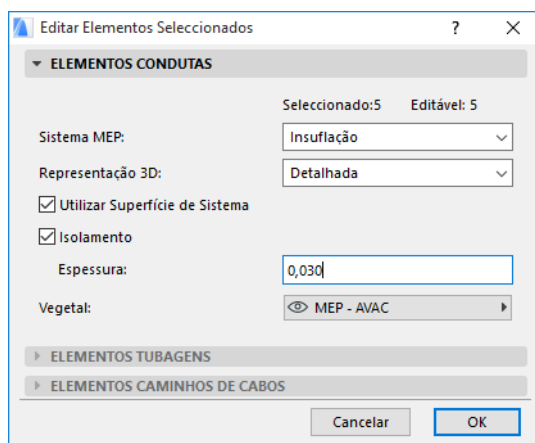 Editar Elementos Seleccionados ?
ELEMENTOS CONDUTAS
Seleccionado:5 Editável: 5
Sistema MEP: Insuflação
Representação 3D: Detalhada
Utilizar Superfície de Sistema
Isolamento
Espessura: 0,030
Vegetal: MEP - AVAC
ELEMENTOS TUBAGENS
ELEMENTOS CAMINHOS DE CABOS
Cancelar OK